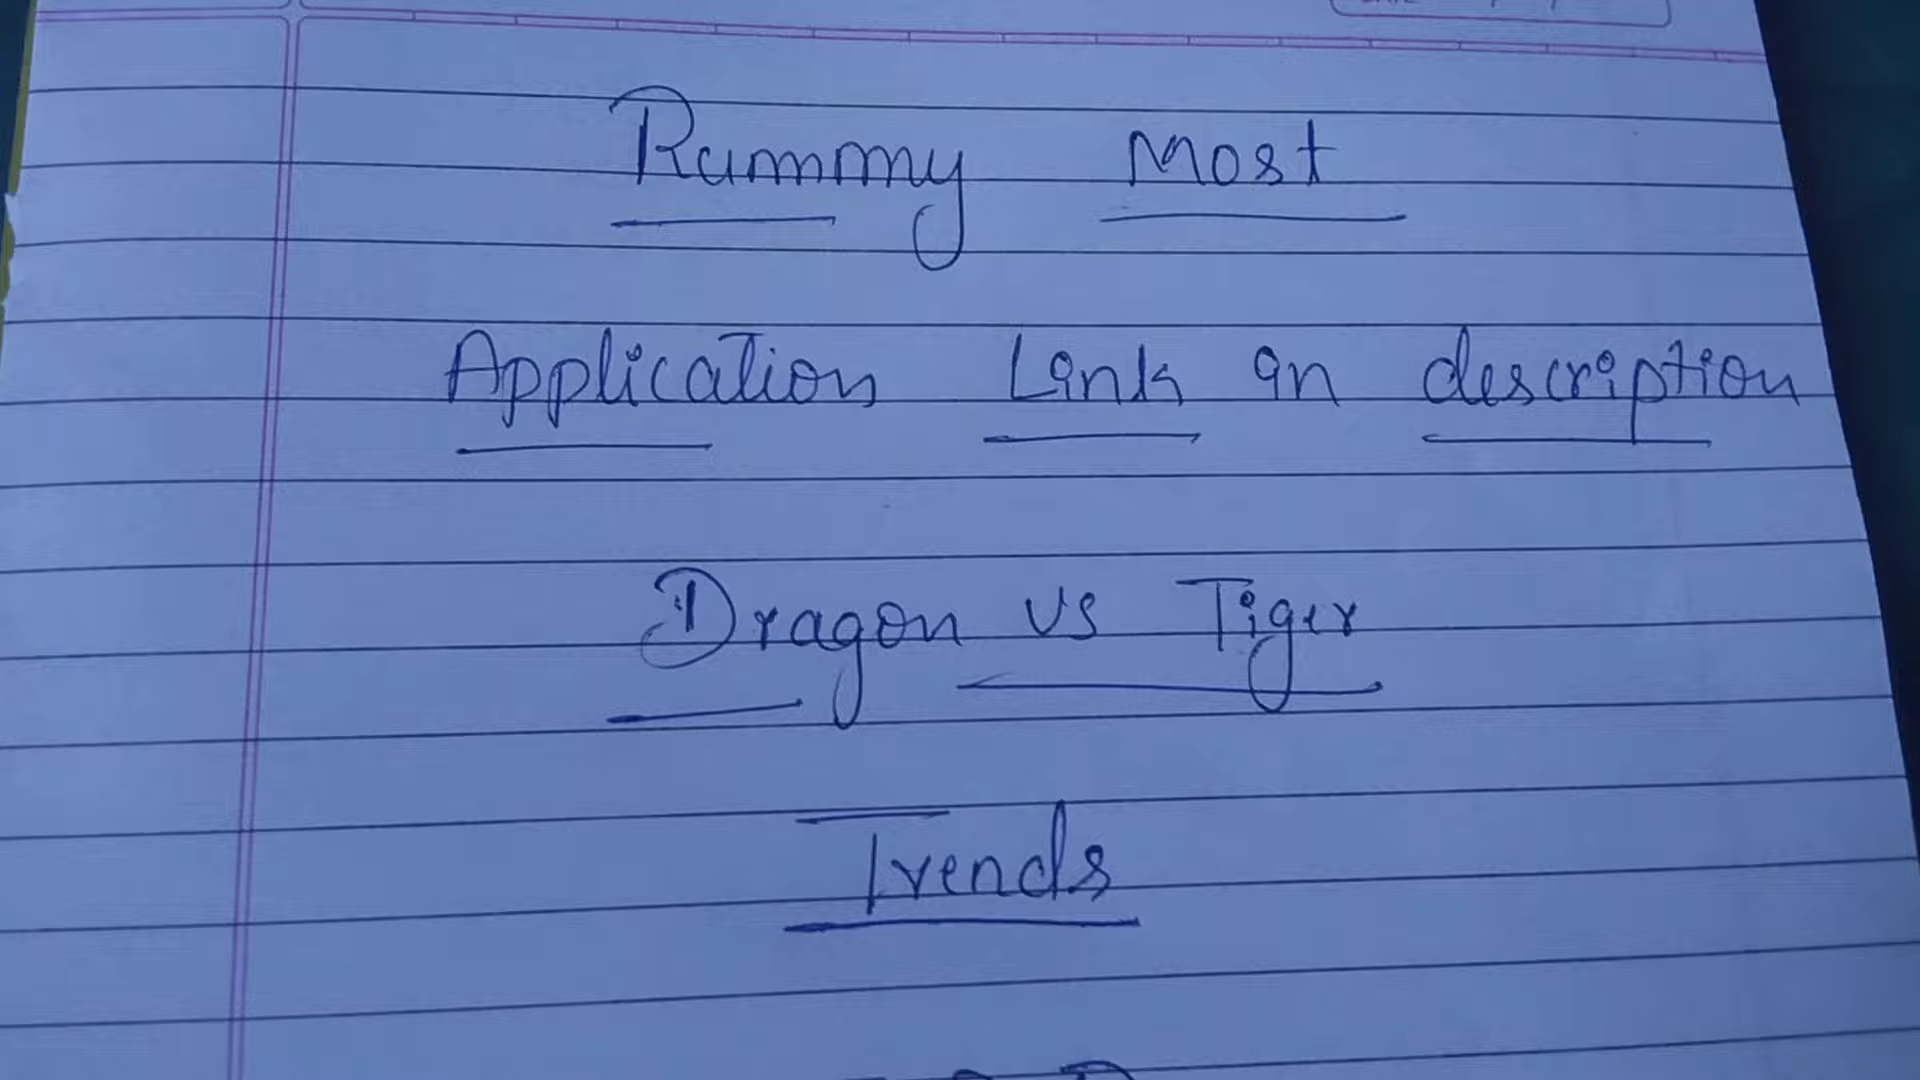 Rummy Most
Application Link in description
Dragon vs Tiger
Trends